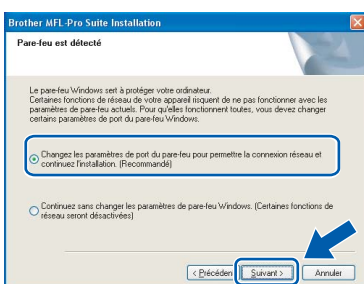 Brother MFL-Pro Suite Installation
Pare-feu est détecté
Le pare-feu Windows sert à protéger votre ordinateur.
Certaines fonctions de réseau de votre appareil risquent de ne pas fonctionner avec les
paramètres de pare-feu actuels. Pour qu'elles fonctionnent toutes, vous devez changer
certains paramètres de port du pare-feu Windows.
Changez les paramètres de port du pare-feu pour permettre la connexion réseau et
continuez l'installation. (Recommandé)
Continuez sans changer les paramètres de pare-feu Windows. (Certaines fonctions de
réseau seront désactivées)
< Précéden Suivant > Annuler